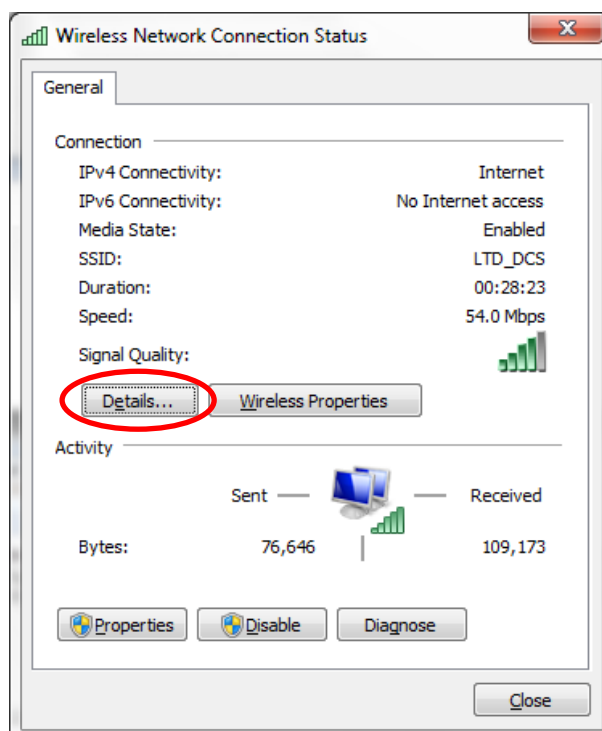 Wireless Network Connection Status
X
General
Connection
IPv4 Connectivity: Internet
IPv6 Connectivity: No Internet access
Media State: Enabled
SSID: LTD_DCS
Duration: 00:28:23
Speed: 54.0 Mbps
Signal Quality:
Details... Wireless Properties
Activity
Sent Received
Bytes: 76,646 109,173
Properties Disable Diagnose
Close